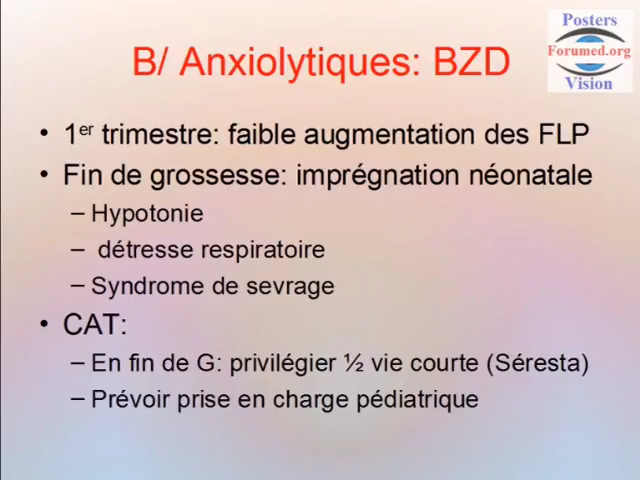 Posters
Forumed.org
Vision
B/ Anxiolytiques: BZD
• 1er trimestre: faible augmentation des FLP
• Fin de grossesse: imprégnation néonatale
– Hypotonie
– détresse respiratoire
– Syndrome de sevrage
• CAT:
– En fin de G: privilégier ½ vie courte (Séresta)
– Prévoir prise en charge pédiatrique